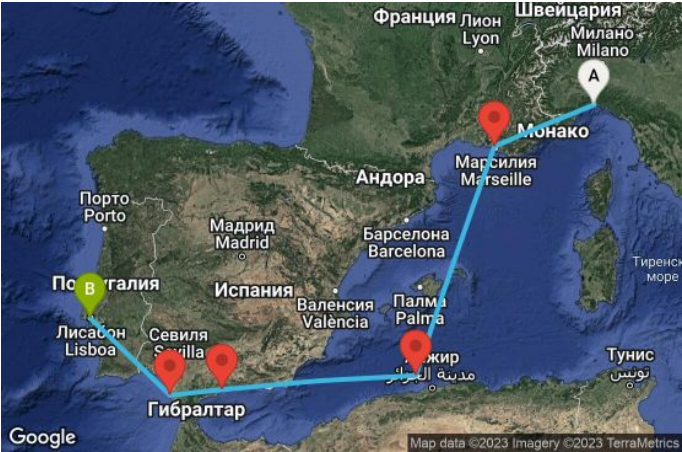 Швейцария
Франция
Лион
Lyon
Милано
Milano
A
Монако
Марсилия
Marseille
Андора
Порто
Porto
Мадрид
Madrid
Барселона
Barcelona
Тиренск
море
B
Испания
Валенсия
València
Палма
Palma
Лисабон
Lisboa
Севиля
Тунис
تونس
Гибралтар
Google
Map data ©2023 Imagery ©2023 TerraMetrics